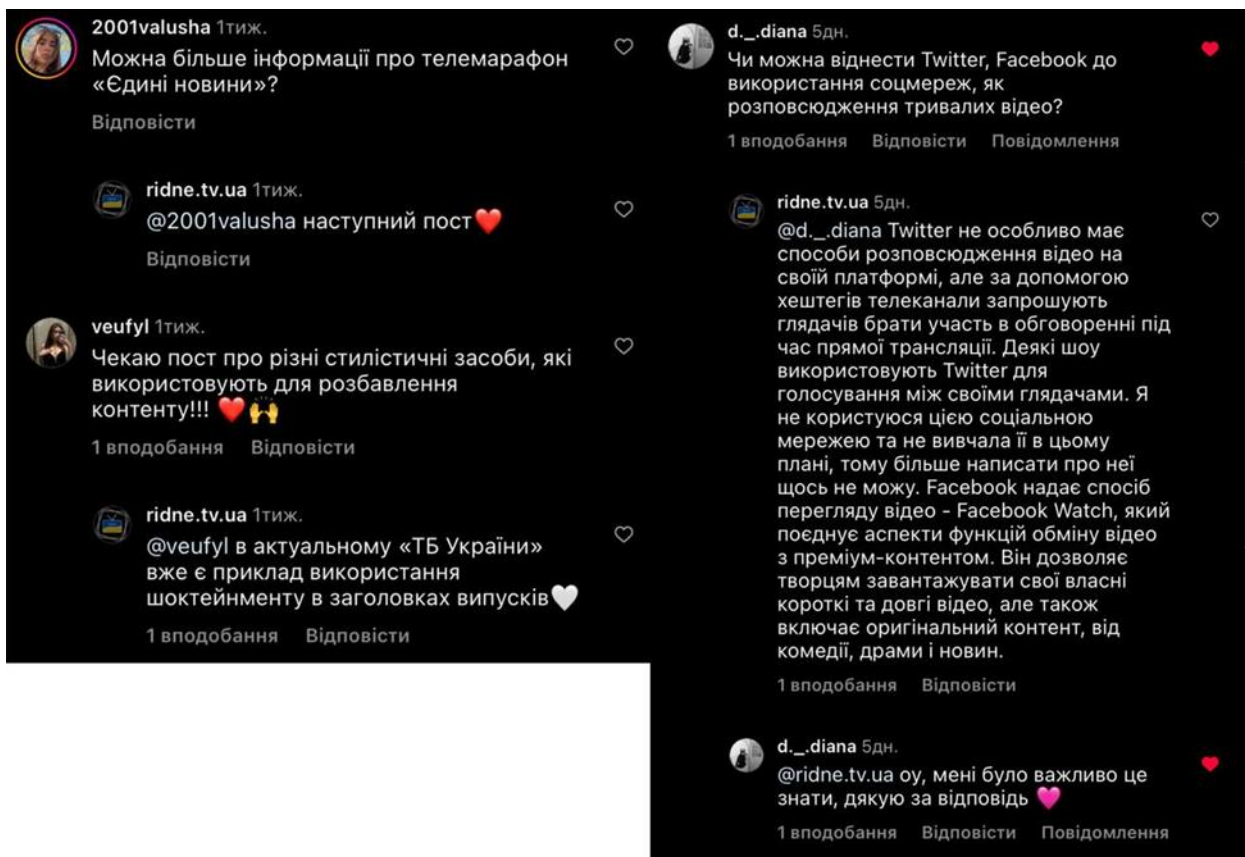 2001valusha 1тиж.
Можна більше інформації про телемарафон
«Єдині новини»?
Відповісти
ridne.tv.ua 1тиж.
@2001valusha наступний пост❤️
Відповісти
veufyl 1тиж.
Чекаю пост про різні стилістичні засоби, які
використовують для розбавлення
контенту!!! ❤️🙌
1 вподобання Відповісти
ridne.tv.ua 1тиж.
@veufyl в актуальному «ТБ України»
вже є приклад використання
шоктейнменту в заголовках випусків🤍
1 вподобання Відповісти
d._.diana 5дн.
Чи можна віднести Twitter, Facebook до
використання соцмереж, як
розповсюдження тривалих відео?
1 вподобання Відповісти Повідомлення
ridne.tv.ua 5дн.
@d._.diana Twitter не особливо має
способи розповсюдження відео на
своїй платформі, але за допомогою
хештегів телеканали запрошують
глядачів брати участь в обговоренні під
час прямої трансляції. Деякі шоу
використовують Twitter для
голосування між своїми глядачами. Я
не користуюся цією соціальною
мережею та не вивчала її в цьому
плані, тому більше написати про неї
щось не можу. Facebook надає спосіб
перегляду відео - Facebook Watch, який
поєднує аспекти функцій обміну відео
з преміум-контентом. Він дозволяє
творцям завантажувати свої власні
короткі та довгі відео, але також
включає оригінальний контент, від
комедії, драми і новин.
1 вподобання Відповісти
d._.diana 5дн.
@ridne.tv.ua оу, мені було важливо це
знати, дякую за відповідь 💗
1 вподобання Відповісти Повідомлення